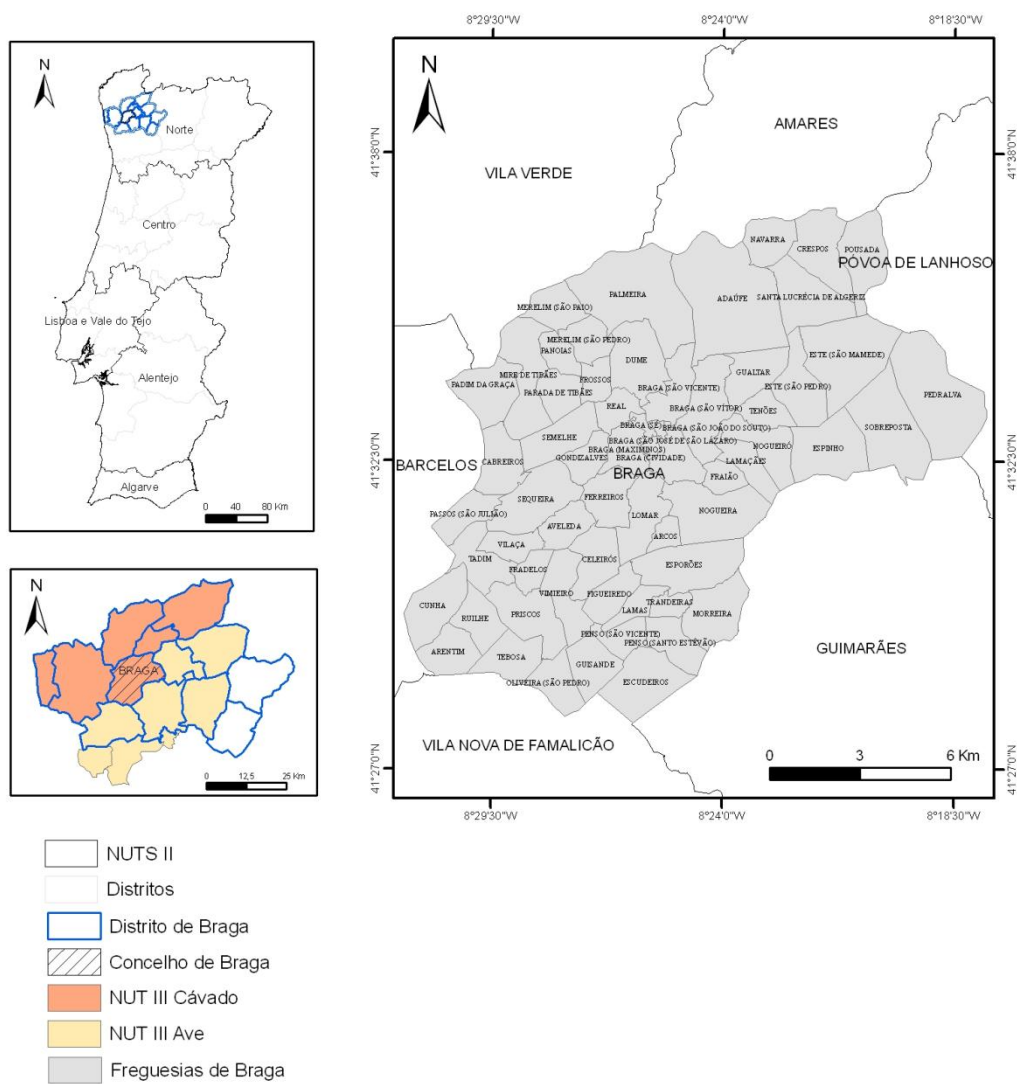 N
Norte
Centro
Lisboa e Vale do Tejo
Alentejo
Algarve
0 40 80 Km
N
BRAGA
0 12,5 25 Km
NUTS II
Distritos
Distrito de Braga
Concelho de Braga
NUT III Cávado
NUT III Ave
Freguesias de Braga
8°29'30"W 8°24'0"W 8°18'30"W
41°38'0"N 41°38'0"N
41°32'30"N 41°32'30"N
41°27'0"N 41°27'0"N
N
AMARES
VILA VERDE
NAVARRA
CRESPOS
POUSADA
PÓVOA DE LANHOSO
PALMEIRA
ADAÚFE
SANTA LUCRÉCIA DE ALGERIZ
MERELIM (SÃO PAIO)
MERELIM (SÃO PEDRO)
PANOIAS
DUME
ESTE (SÃO MAMEDE)
MIRE DE TIBÃES
FROSSOS
GUALTAR
PADIM DA GRAÇA
PARADA DE TIBÃES
BRAGA (SÃO VICENTE)
ESTE (SÃO PEDRO)
PEDRALVA
REAL
BRAGA (SÃO VÍTOR)
TENÕES
BRAGA (SÉ)
BRAGA (SÃO JOÃO DO SOUTO)
SOBREPOSTA
SEMELHE
BRAGA (SÃO JOSÉ DE SÃO LÁZARO)
NOGUEIRÓ
ESPINHO
BRAGA (MAXIMINOS)
GONDIZALVES
BRAGA (CIVIDADE)
LAMAÇÃES
BARCELOS
CABREIROS
BRAGA
FRAIÃO
SEQUEIRA
FERREIROS
NOGUEIRA
PASSOS (SÃO JULIÃO)
LOMAR
AVELEDA
ARCOS
VILAÇA
TADIM
CELEIRÓS
ESPORÕES
FRADELOS
VIMIEIRO
FIGUEIREDO
TRANDEIRAS
CUNHA
RUILHE
PRISCOS
LAMAS
MORREIRA
PENSO (SÃO VICENTE)
PENSO (SANTO ESTÊVÃO)
ARENTIM
TEBOSA
GUISANDE
GUIMARÃES
OLIVEIRA (SÃO PEDRO)
ESCUDEIROS
VILA NOVA DE FAMALICÃO
0 3 6 Km
8°29'30"W 8°24'0"W 8°18'30"W